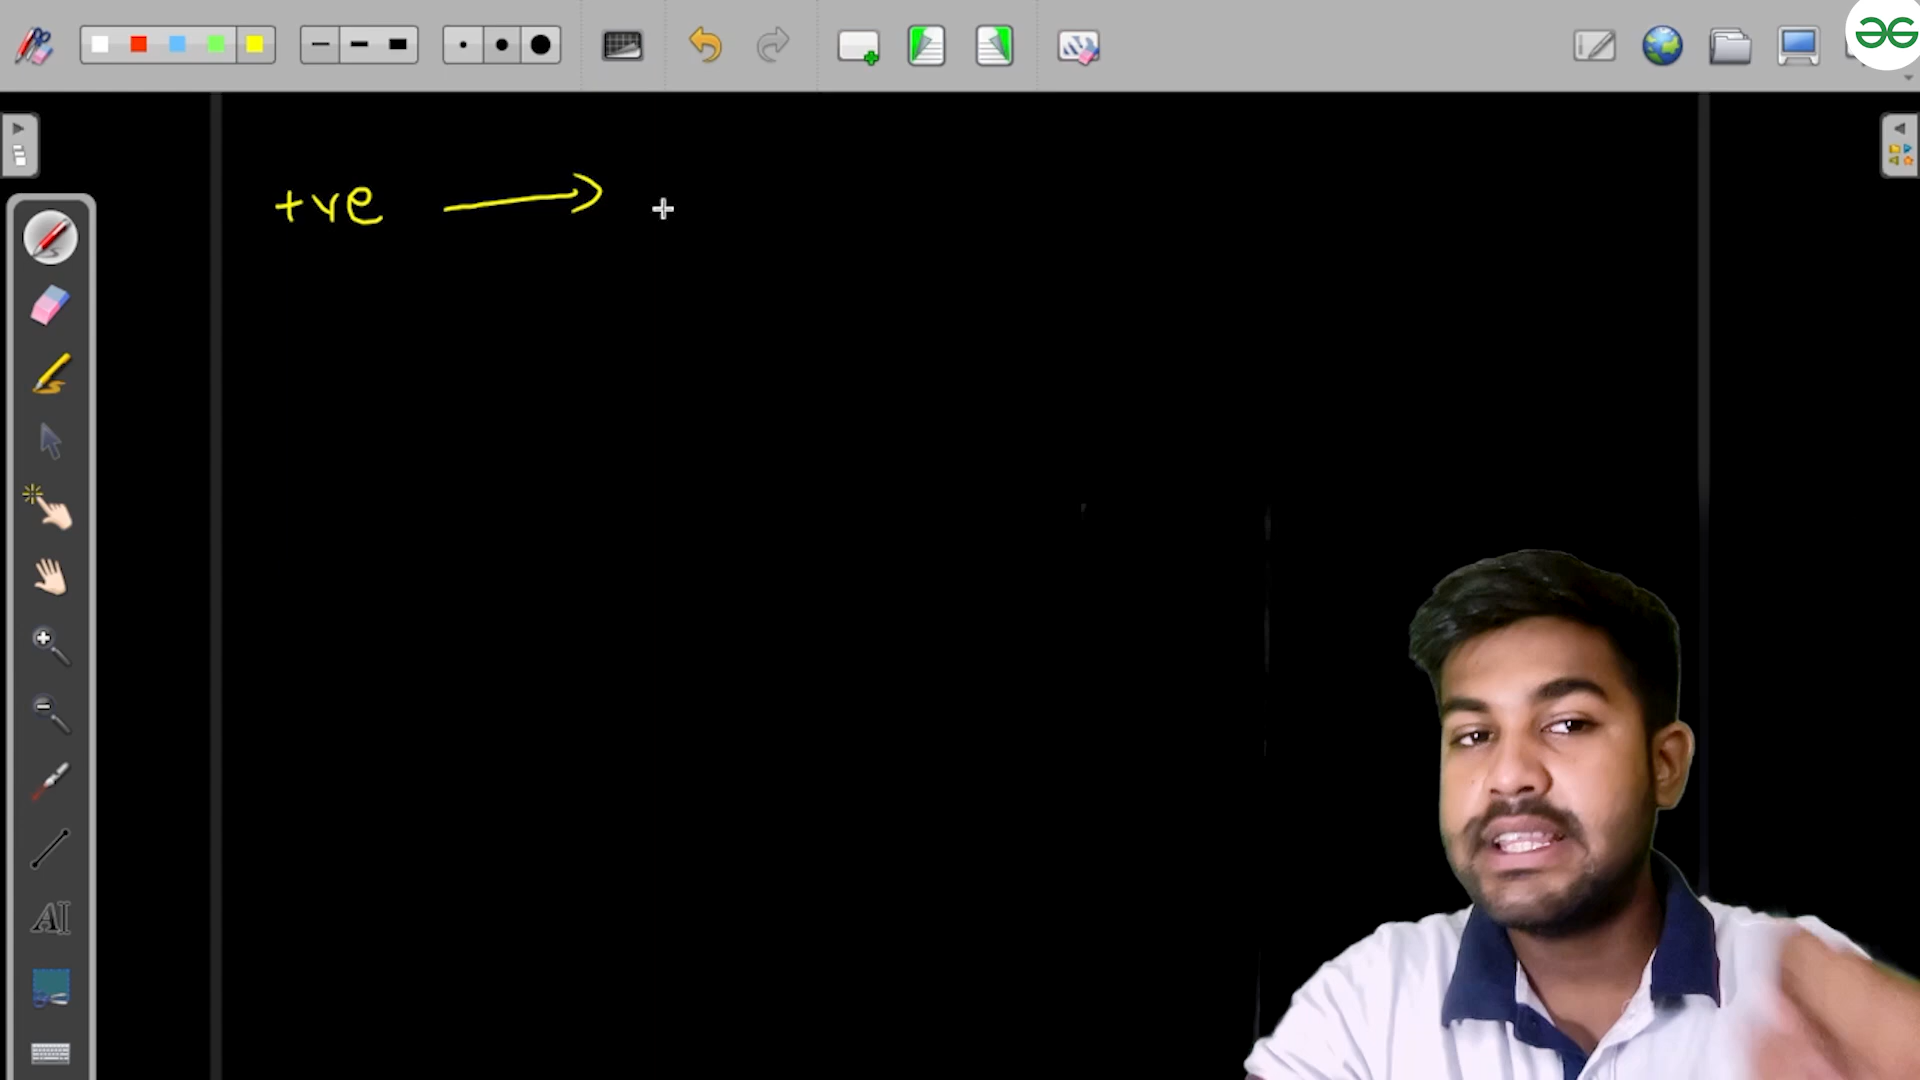 +ve →